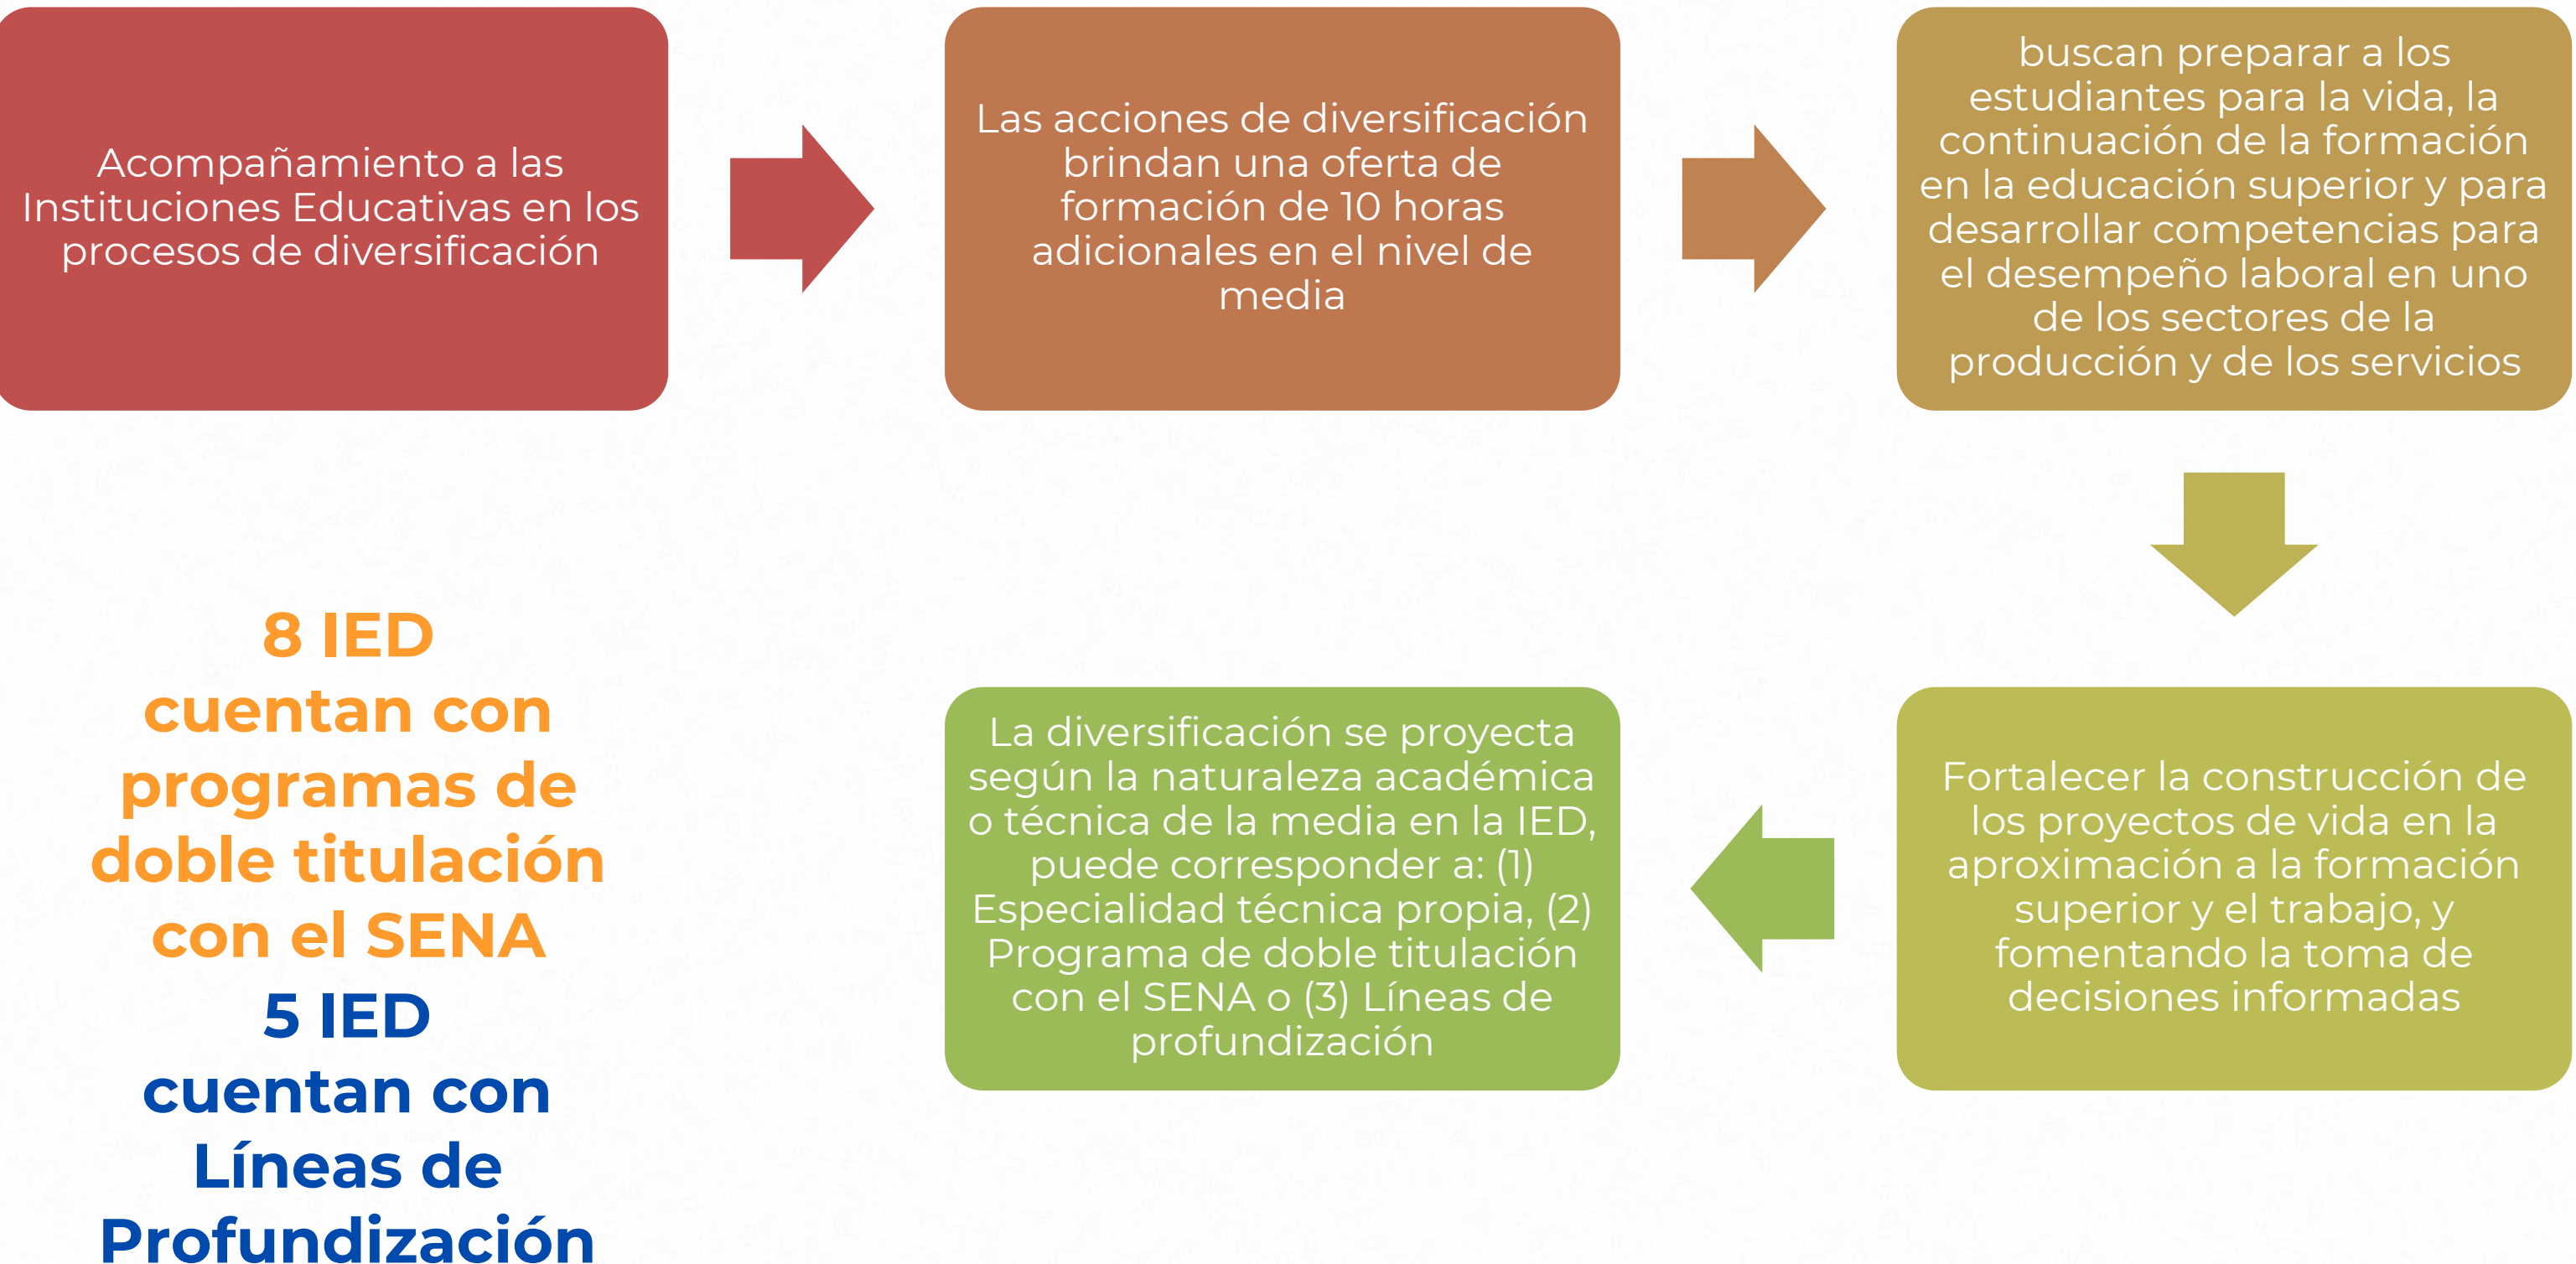 Acompañamiento a las
Instituciones Educativas en los
procesos de diversificación
Las acciones de diversificación
brindan una oferta de
formación de 10 horas
adicionales en el nivel de
media
buscan preparar a los
estudiantes para la vida, la
continuación de la formación
en la educación superior y para
desarrollar competencias para
el desempeño laboral en uno
de los sectores de la
producción y de los servicios
Fortalecer la construcción de
los proyectos de vida en la
aproximación a la formación
superior y el trabajo, y
fomentando la toma de
decisiones informadas
La diversificación se proyecta
según la naturaleza académica
o técnica de la media en la IED,
puede corresponder a: (1)
Especialidad técnica propia, (2)
Programa de doble titulación
con el SENA o (3) Líneas de
profundización
8 IED
cuentan con
programas de
doble titulación
con el SENA
5 IED
cuentan con
Líneas de
Profundización